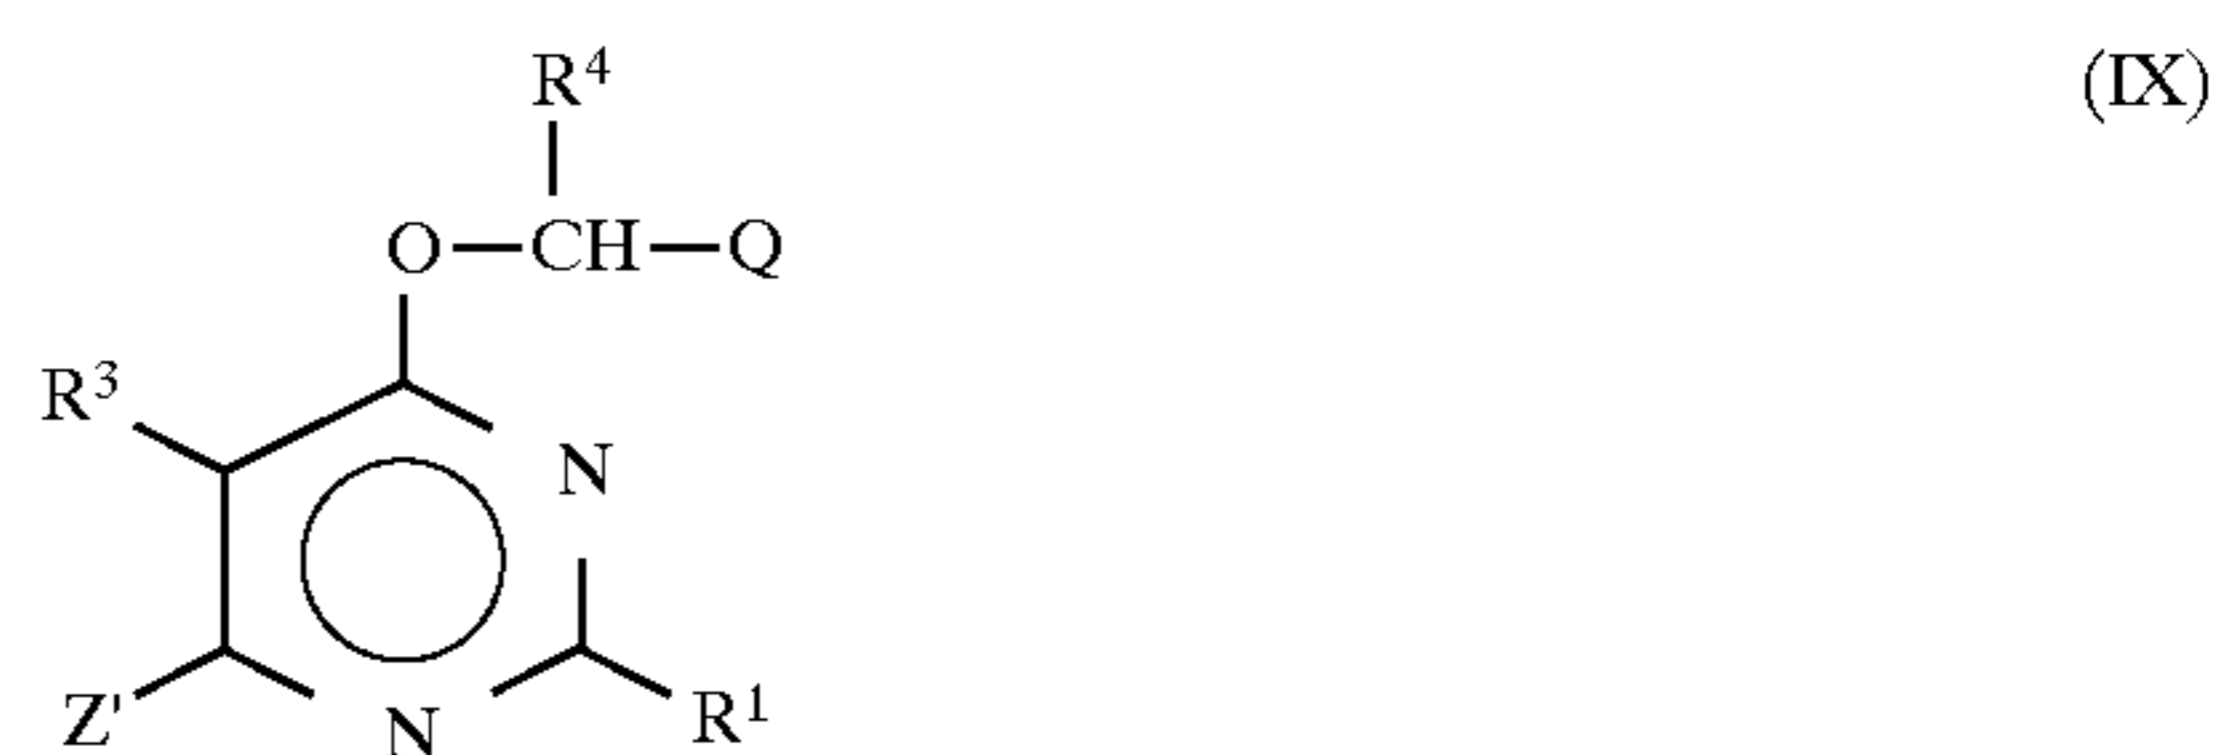 R⁴ (IX)
O—CH—Q
R³
N
Z' N R¹